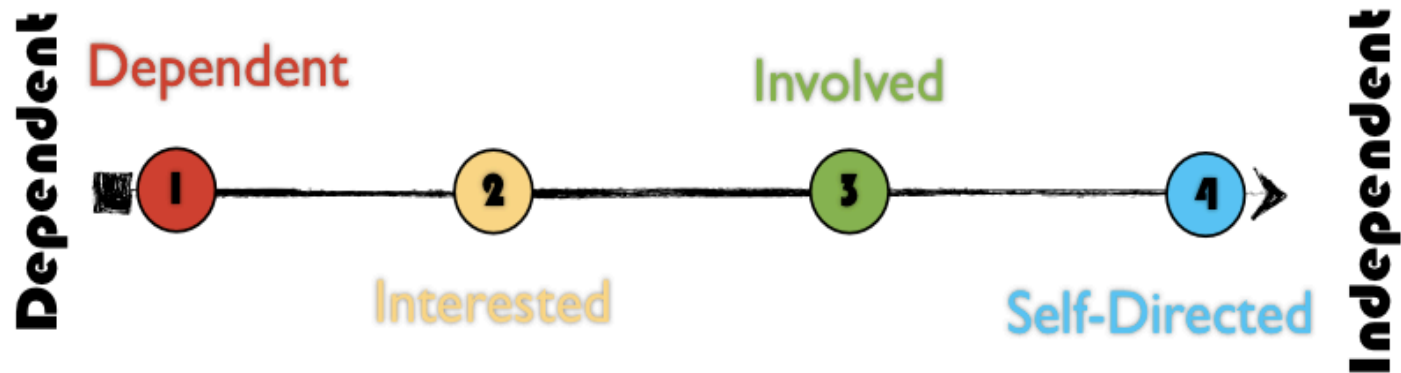 Dependent
Dependent
1
Interested
2
Involved
3
Self-Directed
4
Independent